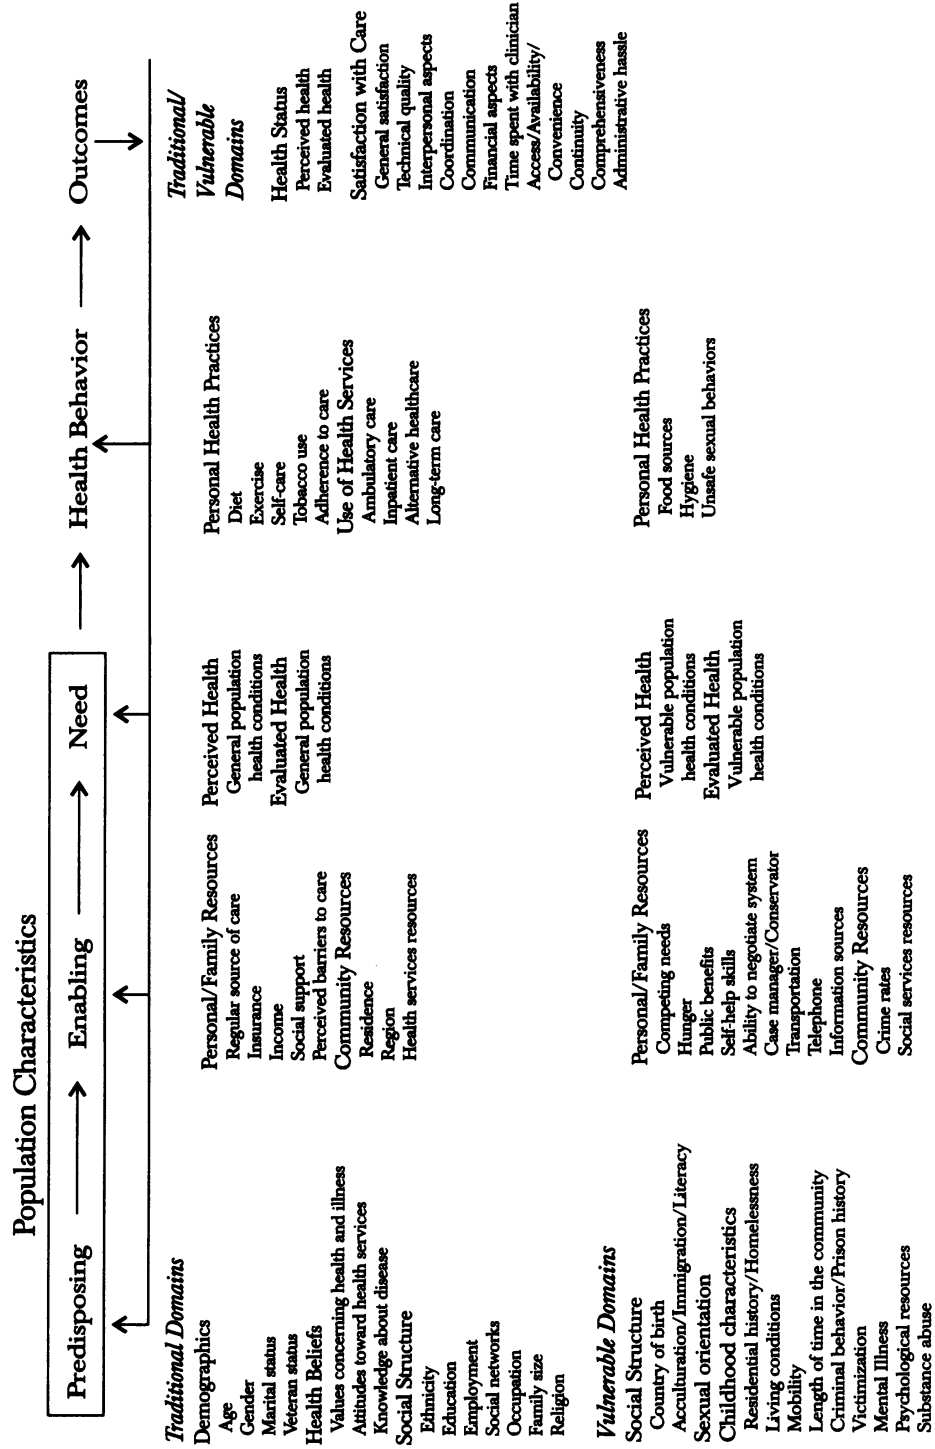 Population Characteristics
Predisposing
Enabling
Need
Health Behavior
Outcomes
Traditional Domains
Demographics
Age
Gender
Marital status
Veteran status
Health Beliefs
Values concerning health and illness
Attitudes toward health services
Knowledge about disease
Social Structure
Ethnicity
Education
Employment
Social networks
Occupation
Family size
Religion
Personal/Family Resources
Regular source of care
Insurance
Income
Social support
Perceived barriers to care
Community Resources
Residence
Region
Health services resources
Perceived Health
General population
health conditions
Evaluated Health
General population
health conditions
Personal Health Practices
Diet
Exercise
Self-care
Tobacco use
Adherence to care
Use of Health Services
Ambulatory care
Inpatient care
Alternative healthcare
Long-term care
Traditional/
Vulnerable
Domains
Health Status
Perceived health
Evaluated health
Satisfaction with Care
General satisfaction
Technical quality
Interpersonal aspects
Coordination
Communication
Financial aspects
Time spent with clinician
Access/Availability/
Convenience
Continuity
Comprehensiveness
Administrative hassle
Vulnerable Domains
Social Structure
Country of birth
Acculturation/Immigration/Literacy
Sexual orientation
Childhood characteristics
Residential history/Homelessness
Living conditions
Mobility
Length of time in the community
Criminal behavior/Prison history
Victimization
Mental Illness
Psychological resources
Substance abuse
Personal/Family Resources
Competing needs
Hunger
Public benefits
Self-help skills
Ability to negotiate system
Case manager/Conservator
Transportation
Telephone
Information sources
Community Resources
Crime rates
Social services resources
Perceived Health
Vulnerable population
health conditions
Evaluated Health
Vulnerable population
health conditions
Personal Health Practices
Food sources
Hygiene
Unsafe sexual behaviors